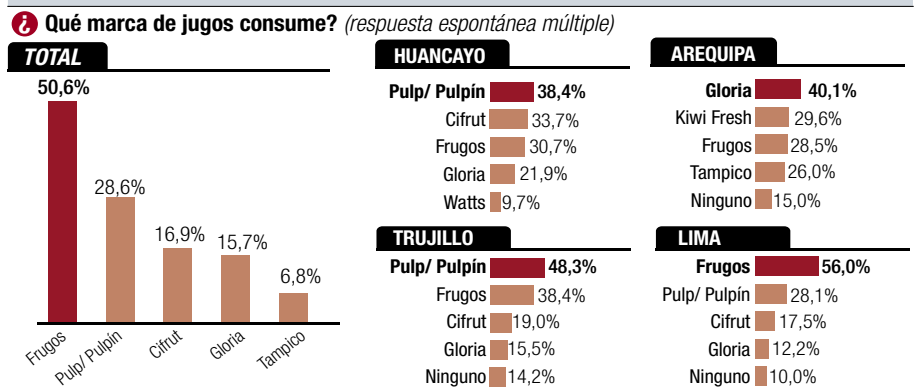 ¿ Qué marca de jugos consume? (respuesta espontánea múltiple)
TOTAL
50,6%
28,6%
16,9%
15,7%
6,8%
Frugos
Pulp/ Pulpín
Cifrut
Gloria
Tampico
HUANCAYO
Pulp/ Pulpín 38,4%
Cifrut 33,7%
Frugos 30,7%
Gloria 21,9%
Watts 9,7%
AREQUIPA
Gloria 40,1%
Kiwi Fresh 29,6%
Frugos 28,5%
Tampico 26,0%
Ninguno 15,0%
TRUJILLO
Pulp/ Pulpín 48,3%
Frugos 38,4%
Cifrut 19,0%
Gloria 15,5%
Ninguno 14,2%
LIMA
Frugos 56,0%
Pulp/ Pulpín 28,1%
Cifrut 17,5%
Gloria 12,2%
Ninguno 10,0%